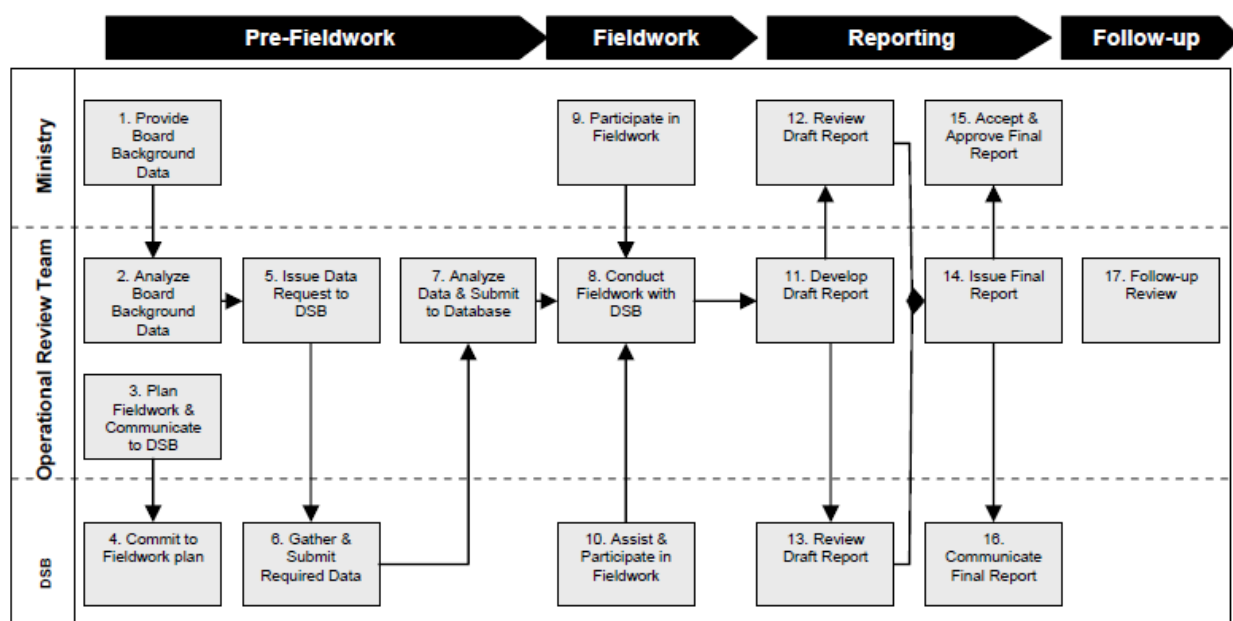 Pre-Fieldwork
Fieldwork
Reporting
Follow-up
Ministry
1. Provide
Board
Background
Data
9. Participate in
Fieldwork
12. Review
Draft Report
15. Accept &
Approve Final
Report
Operational Review Team
2. Analyze
Board
Background
Data
5. Issue Data
Request to
DSB
7. Analyze
Data & Submit
to Database
8. Conduct
Fieldwork with
DSB
11. Develop
Draft Report
14. Issue Final
Report
17. Follow-up
Review
3. Plan
Fieldwork &
Communicate
to DSB
DSB
4. Commit to
Fieldwork plan
6. Gather &
Submit
Required Data
10. Assist &
Participate in
Fieldwork
13. Review
Draft Report
16.
Communicate
Final Report